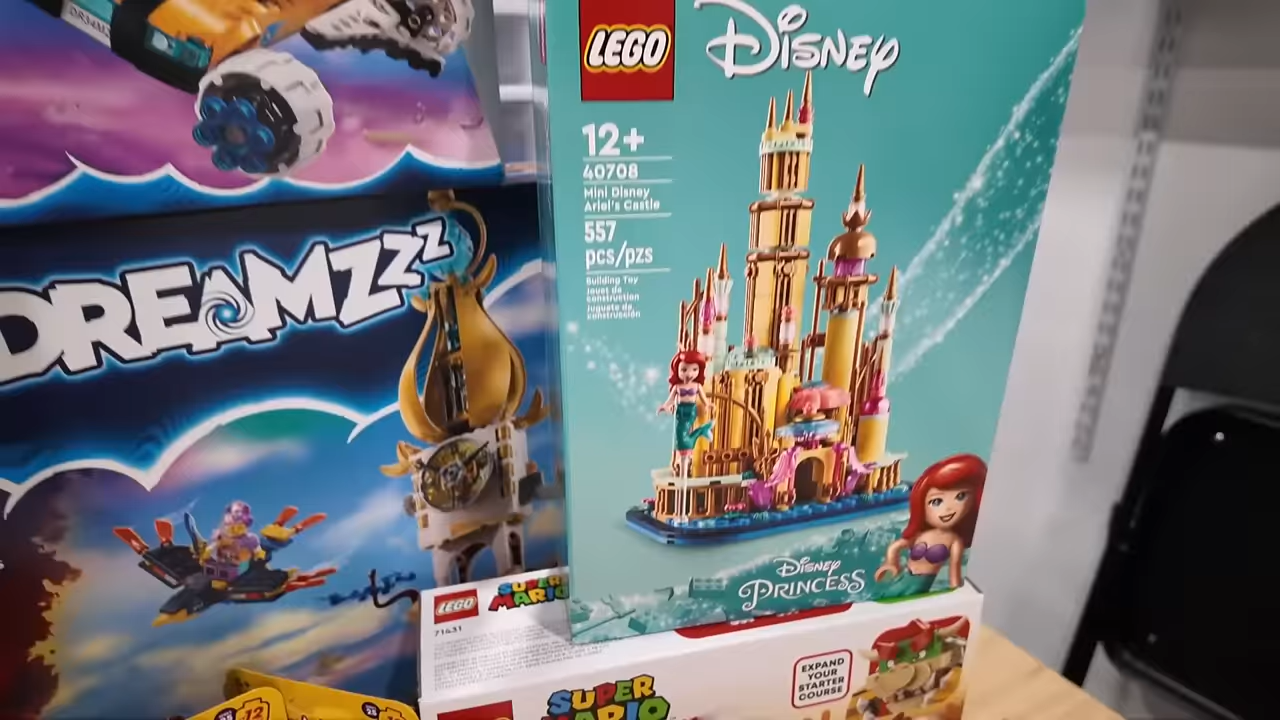 LEGO
DISNEY
12+
40708
Mini Disney
Ariel's Castle
557
pcs/pzs
Building Toy
Jouet de
construction
Juguete de
construcción
DISNEY
PRINCESS
DREAMZzz
LEGO
SUPER
MARIO
71431
EXPAND
YOUR
STARTER
COURSE
SUPER
MARIO
12